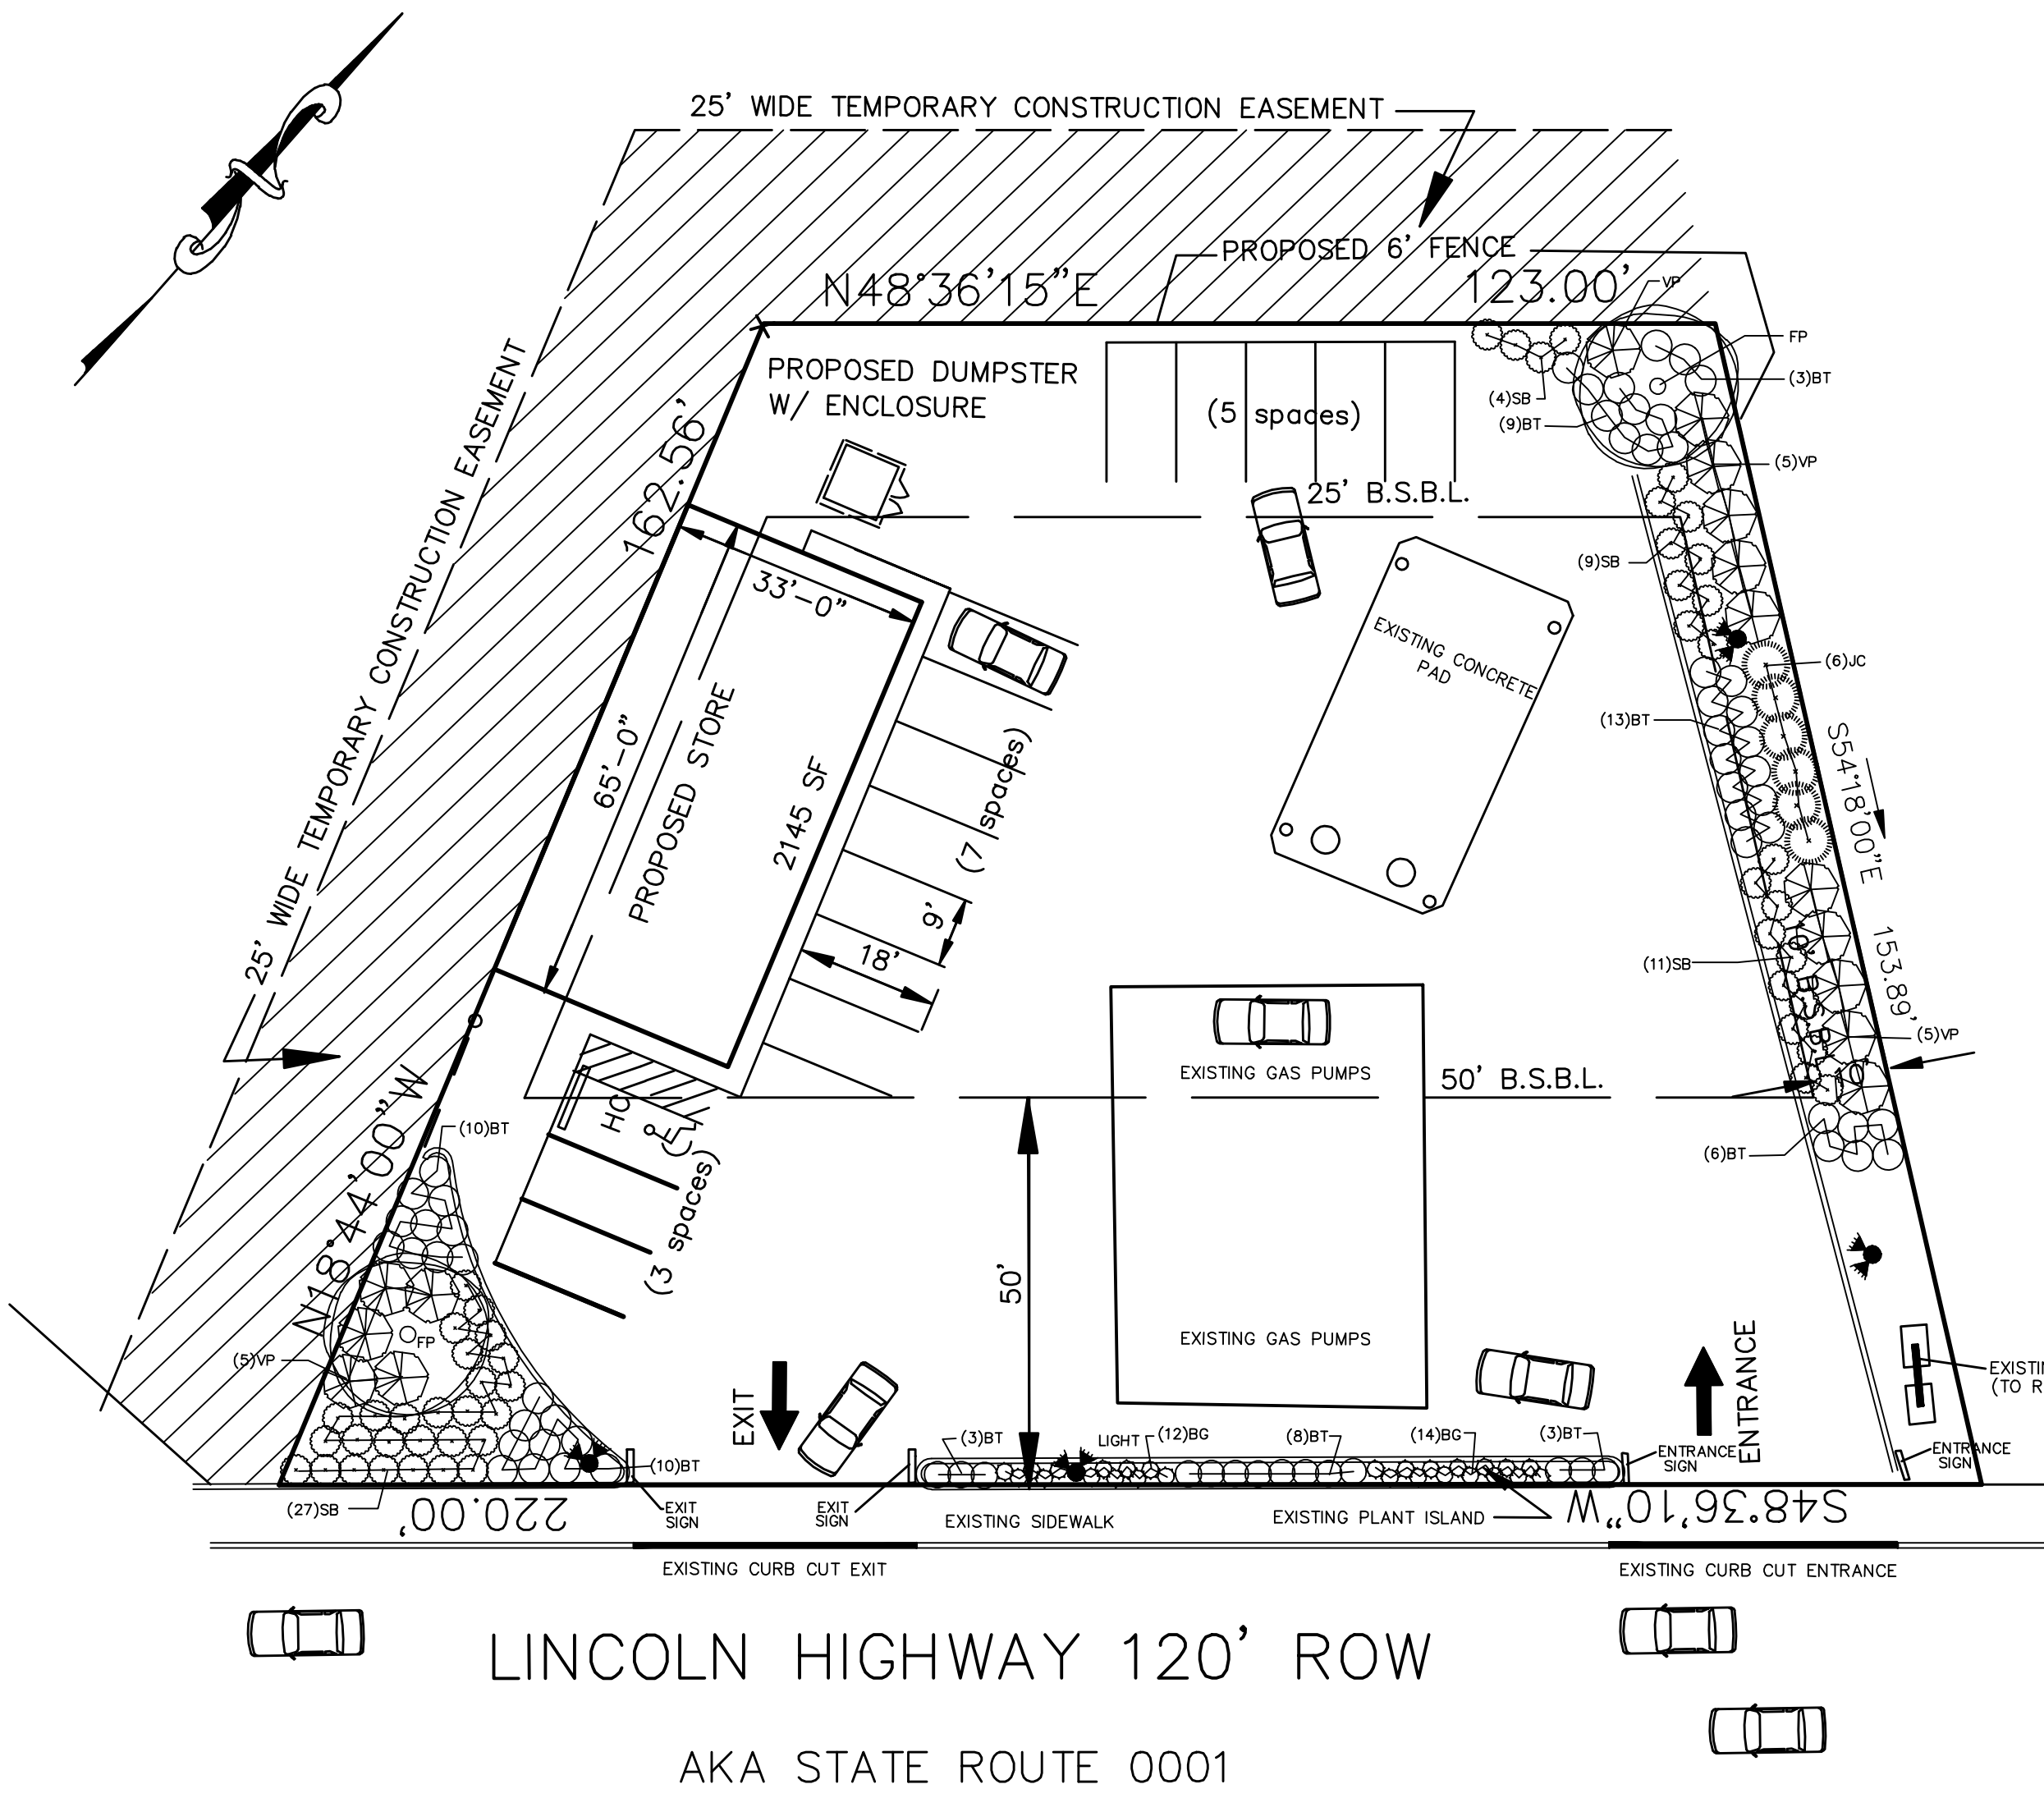 25' WIDE TEMPORARY CONSTRUCTION EASEMENT
PROPOSED 6' FENCE
N48°36'15"E
123.00'
VP
FP
(3)BT
(4)SB
(9)BT
(5)VP
PROPOSED DUMPSTER
W/ ENCLOSURE
(5 spaces)
25' B.S.B.L.
162.56'
25' WIDE TEMPORARY CONSTRUCTION EASEMENT
33'-0"
65'-0"
PROPOSED STORE
2145 SF
(7 spaces)
9'
18'
EXISTING CONCRETE
PAD
(9)SB
(6)JC
(13)BT
S54°18'00"E
153.89'
(11)SB
10' B.S.B.L.
(5)VP
10'
(6)BT
EXISTING GAS PUMPS
50' B.S.B.L.
HC
(3 spaces)
N18°44'00"W
(10)BT
FP
(5)VP
50'
EXISTING GAS PUMPS
EXIT
ENTRANCE
EXISTIN
(TO R
(3)BT
LIGHT
(12)BG
(8)BT
(14)BG
(3)BT
ENTRANCE
SIGN
ENTRANCE
SIGN
(10)BT
(27)SB
220.00'
EXIT
SIGN
EXIT
SIGN
EXISTING SIDEWALK
EXISTING PLANT ISLAND
S48°36'10"W
EXISTING CURB CUT EXIT
EXISTING CURB CUT ENTRANCE
LINCOLN HIGHWAY 120' ROW
AKA STATE ROUTE 0001